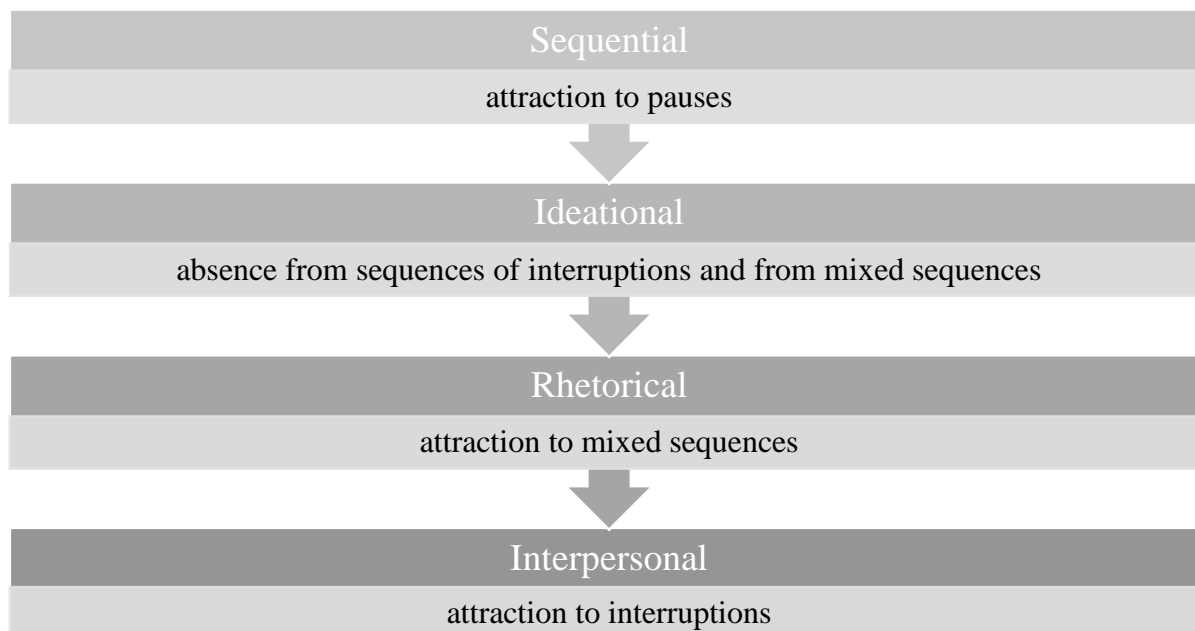 Sequential
attraction to pauses
Ideational
absence from sequences of interruptions and from mixed sequences
Rhetorical
attraction to mixed sequences
Interpersonal
attraction to interruptions